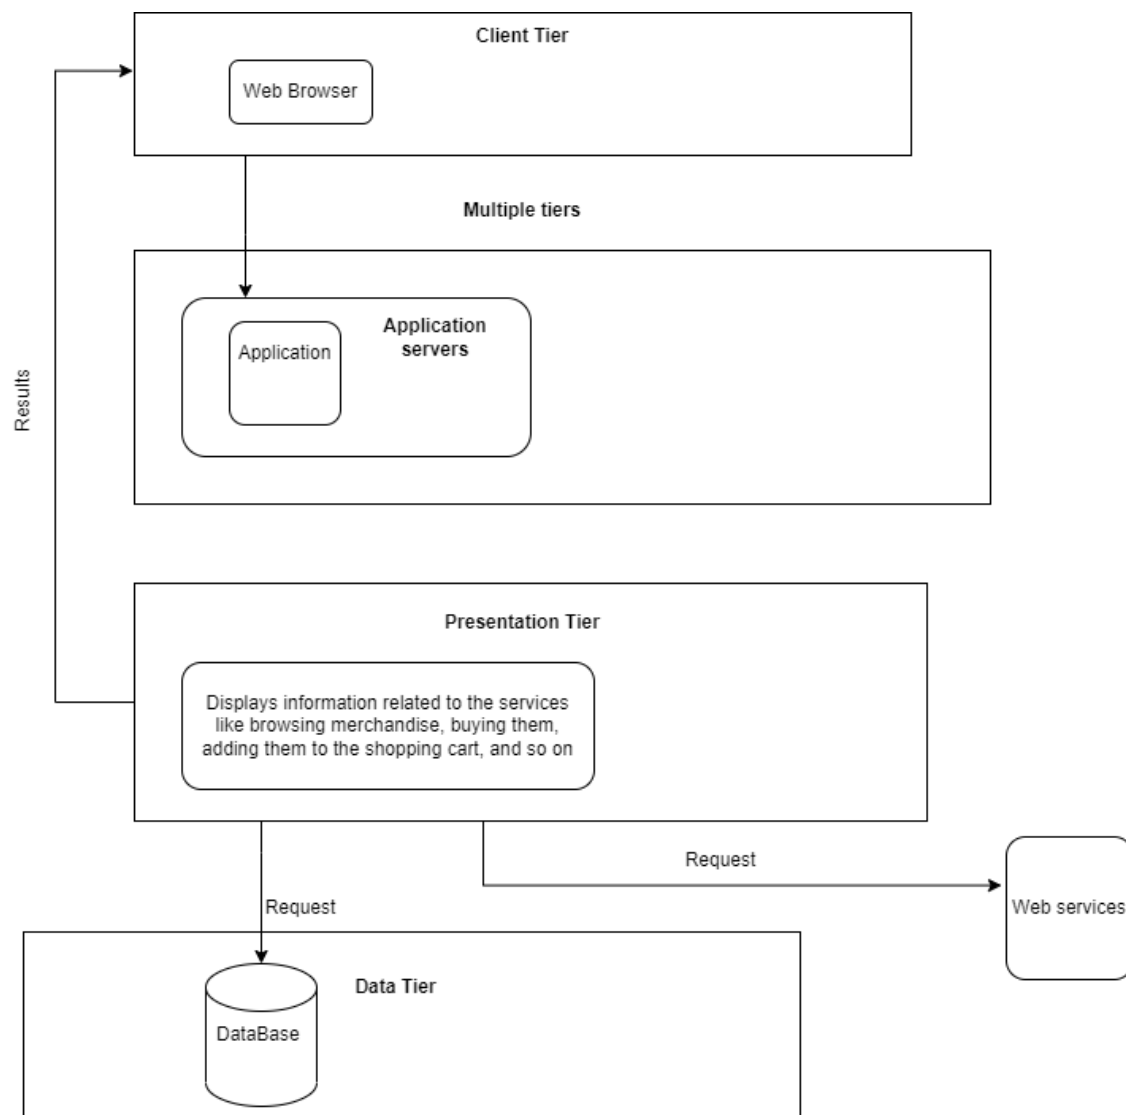 Client Tier
Web Browser
Multiple tiers
Application
servers
Application
Results
Presentation Tier
Displays information related to the services
like browsing merchandise, buying them,
adding them to the shopping cart, and so on
Request
Request
Web services
Data Tier
DataBase